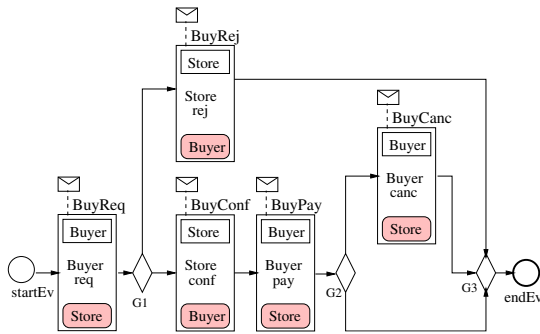 BuyRej
Store
Store
rej
Buyer
BuyCanc
Buyer
Buyer
canc
Store
BuyReq
Buyer
Buyer
req
Store
BuyConf
Store
Store
conf
Buyer
BuyPay
Buyer
Buyer
pay
Store
startEv
G1
G2
G3
endEv